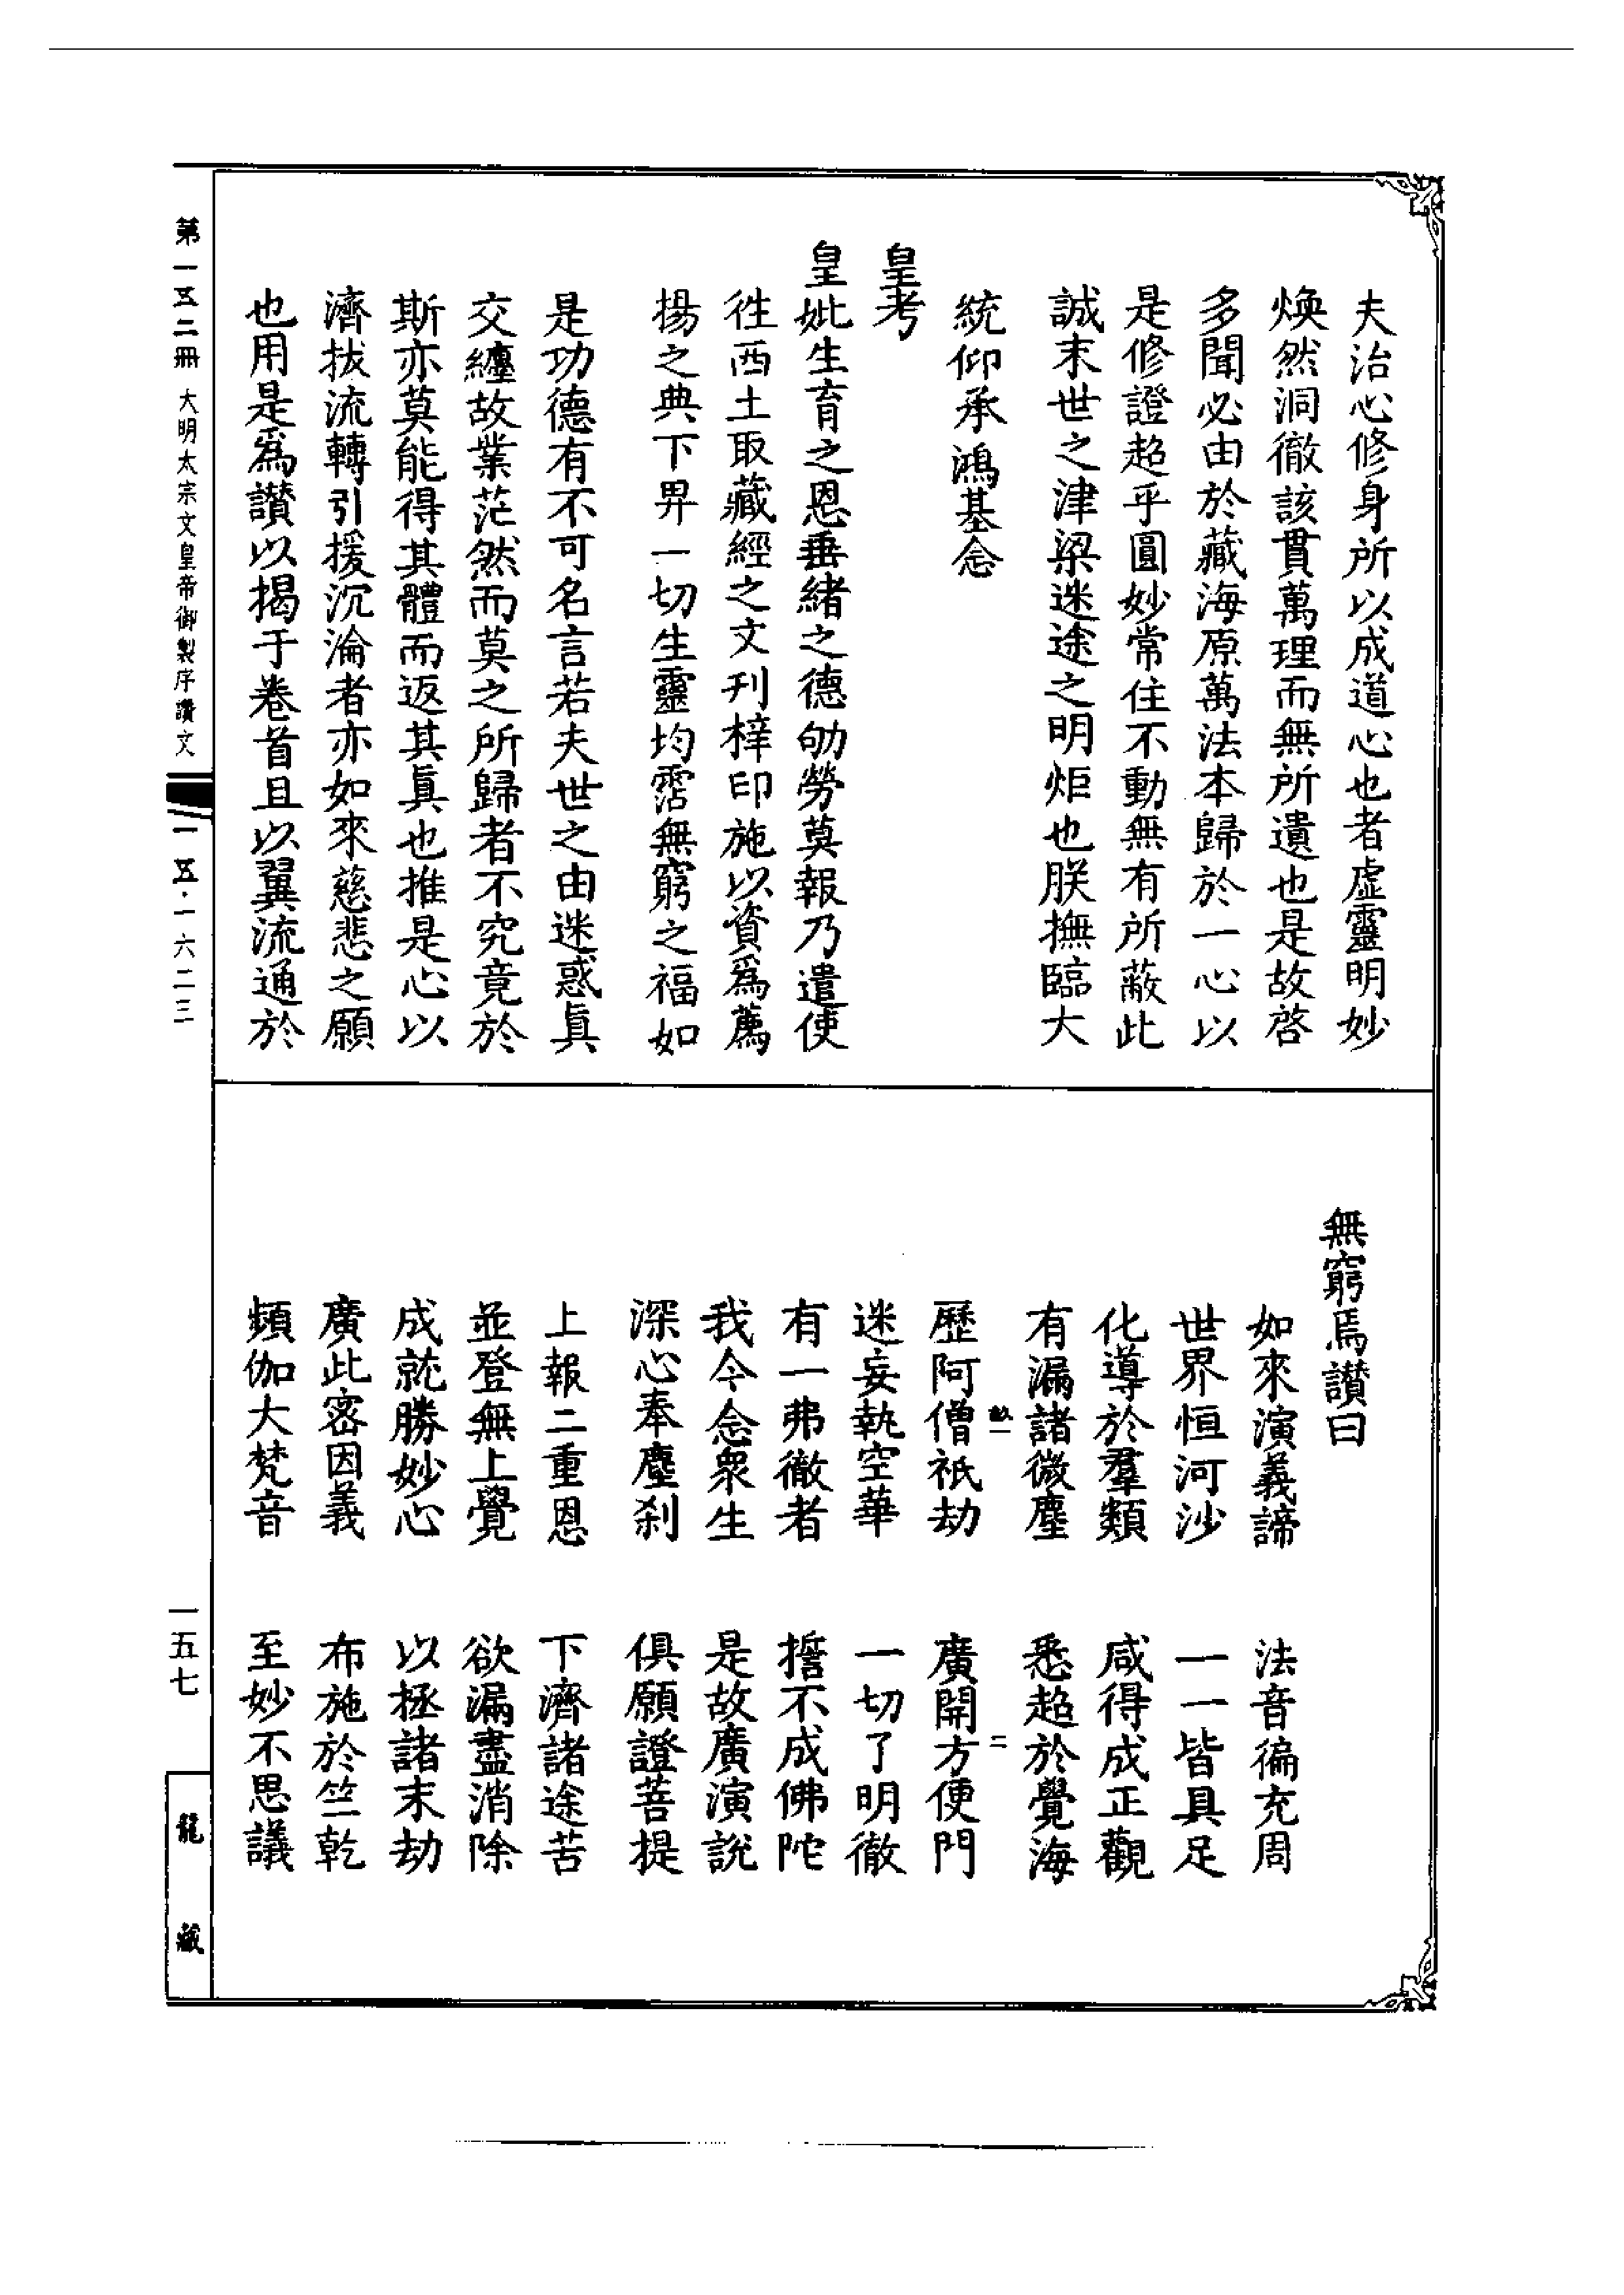 夫治心修身所以成道心也者虛靈明妙
煥然洞徹該貫萬理而無所遺也是故啓
多聞必由於藏海原萬法本歸於一心以
是修證超乎圓妙常住不動無有所蔽此
誠末世之津梁迷途之明炬也朕撫臨大
統仰承鴻基念
皇考
皇妣生育之恩垂緒之德劬勞莫報乃遣使
徃西土取藏經之文刋梓印施以資爲薦
揚之典下畀一切生靈均霑無窮之福如
是功德有不可名言若夫世之由迷惑眞
交纏故業茫然而莫之所歸者不究竟於
斯亦莫能得其體而返其眞也推是心以
濟拔流轉引援沉淪者亦如來慈悲之願
也用是爲讚以揭于卷首且以翼流通於
無窮焉讚曰
如來演義諦　法音徧充周
世界恒河沙　一一皆具足
化導於羣類　咸得成正觀
有漏諸微塵　悉超於覺海
二
歷阿僧祇劫　廣開方便門
迷妄執空華　一切了明徹
有一弗徹者　擔不成佛陀
我今念衆生　是故廣演說
深心奉塵刹　俱願證菩提
上報二重恩　下濟諸途苦
並登無上覺　欲漏盡消除
成就勝妙心　以拯諸末劫
廣此密因義　布施於竺乾
頻伽大梵音　至妙不思議
第一五二冊　大明太宗文皇帝御製序讚文
一五·一六二三
一五七
龍藏